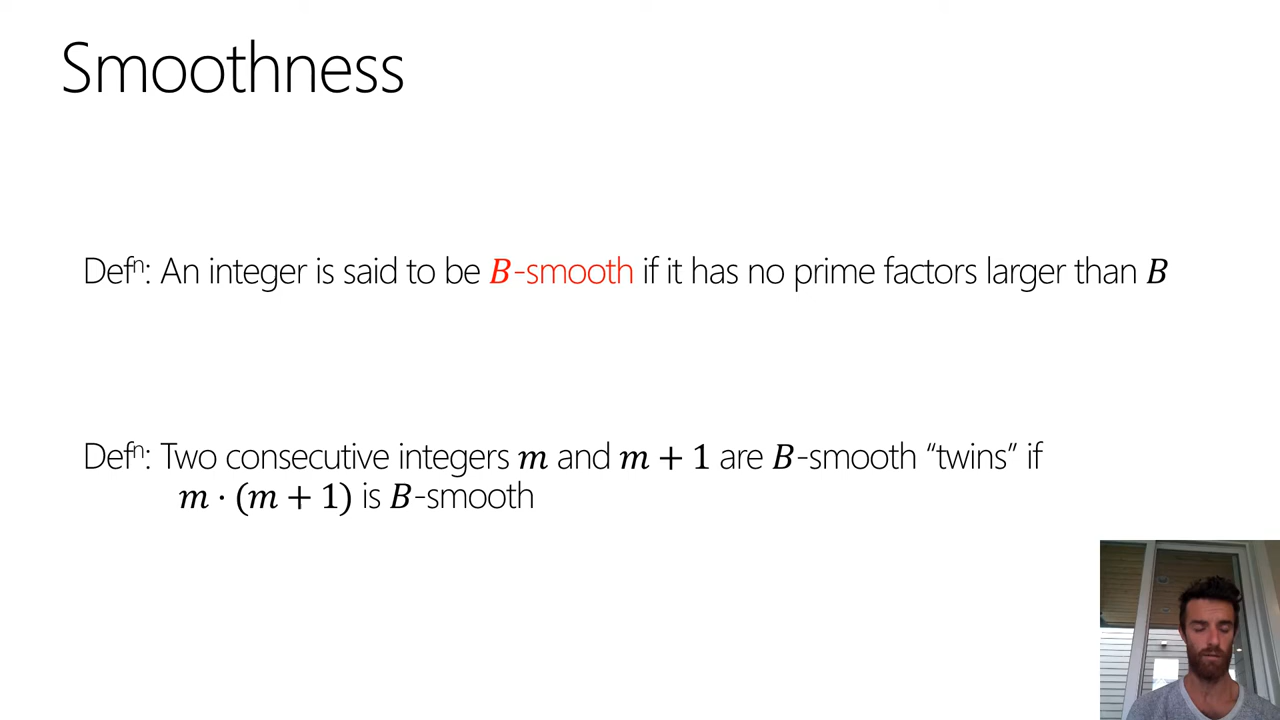 Smoothness
Defⁿ: An integer is said to be B-smooth if it has no prime factors larger than B
Defⁿ: Two consecutive integers m and m + 1 are B-smooth “twins” if
m · (m + 1) is B-smooth